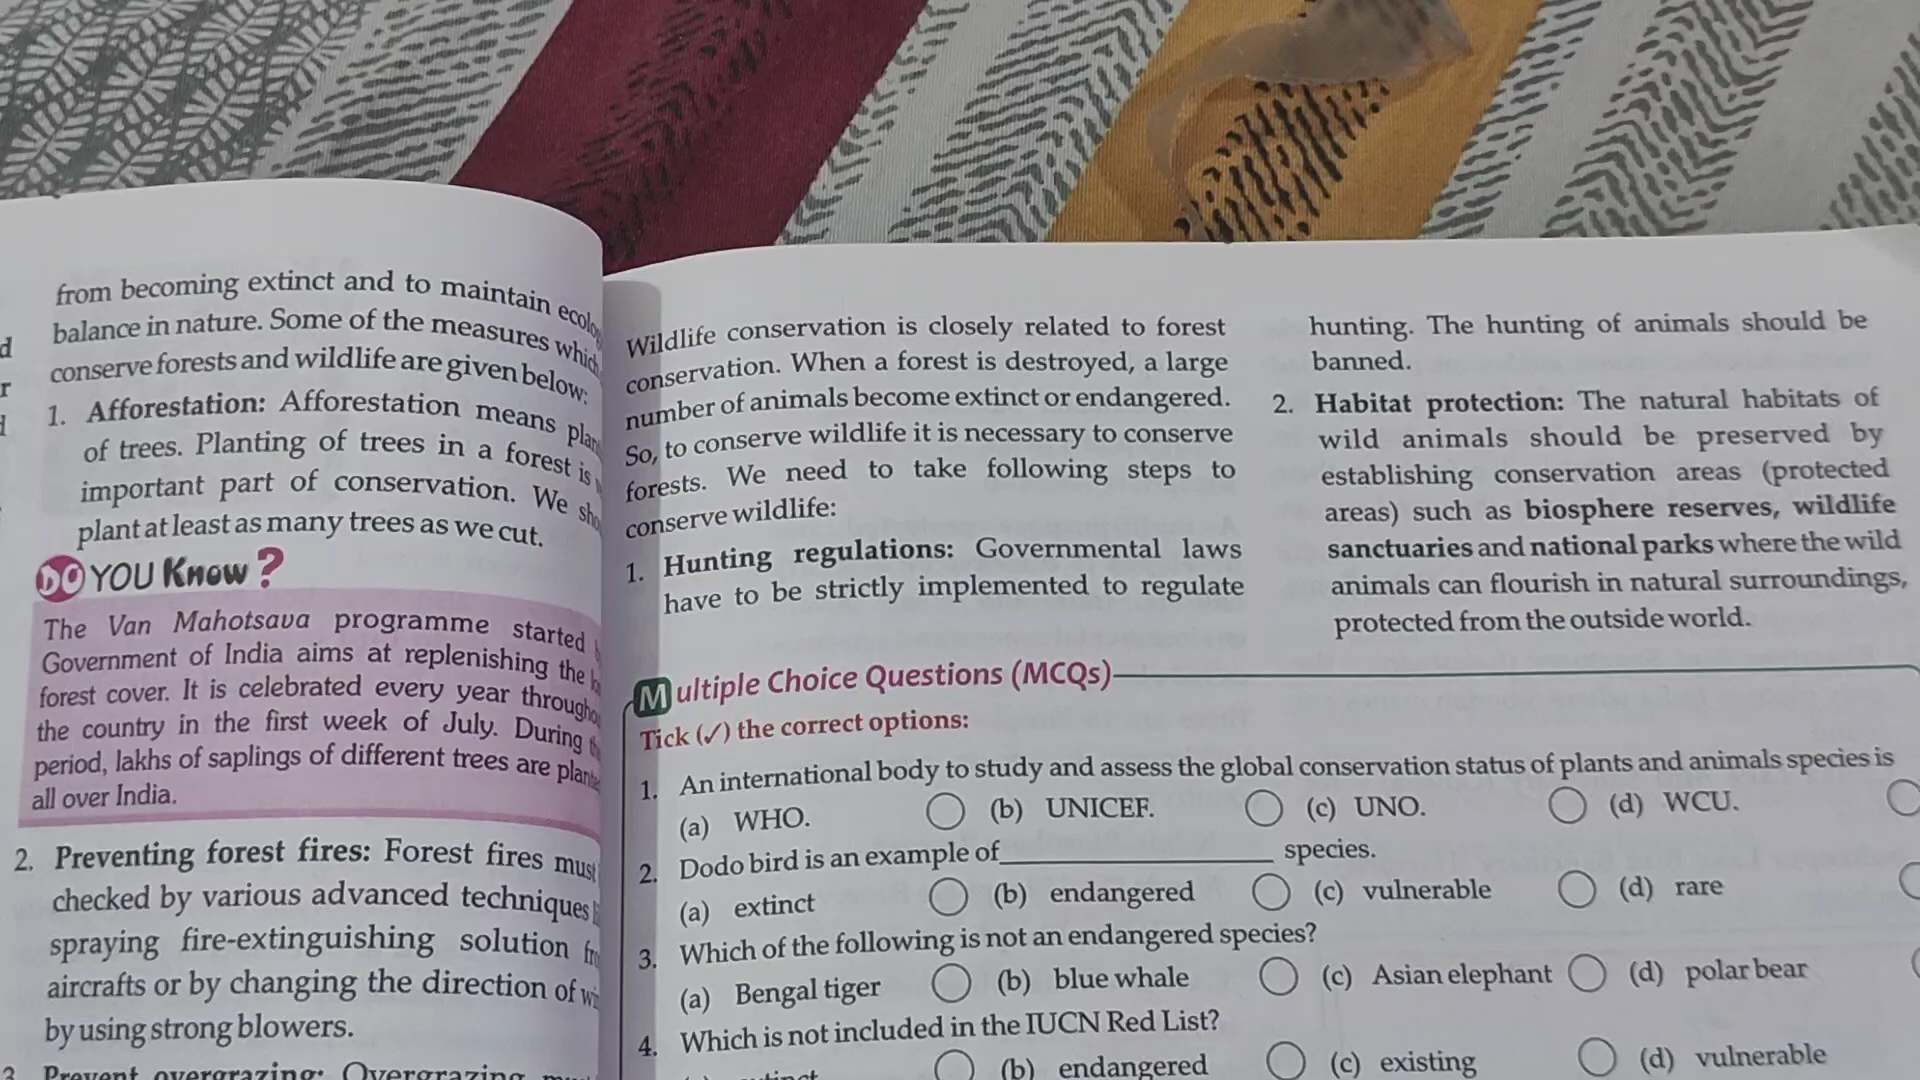 d
r
from becoming extinct and to maintain
balance in nature. Some of the measures which
conserve forests and wildlife are given below:
1. Afforestation: Afforestation means
of trees. Planting of trees in a forest is
important part of conservation. We
plant at least as many trees as we cut.
DO YOU Know?
The Van Mahotsava programme started
Government of India aims at replenishing the
forest cover. It is celebrated every year
the country in the first week of July. During
period, lakhs of saplings of different trees are
all over India.
2. Preventing forest fires: Forest fires must
checked by various advanced techniques
spraying fire-extinguishing solution
aircrafts or by changing the direction of
by using strong blowers.
3. Prevent overgrazing: Overgrazing
Wildlife conservation is closely related to forest
conservation. When a forest is destroyed, a large
number of animals become extinct or endangered.
So, to conserve wildlife it is necessary to conserve
forests. We need to take following steps to
conserve wildlife:
1. Hunting regulations: Governmental laws
have to be strictly implemented to regulate
hunting. The hunting of animals should be
banned.
2. Habitat protection: The natural habitats of
wild animals should be preserved by
establishing conservation areas (protected
areas) such as biosphere reserves, wildlife
sanctuaries and national parks where the wild
animals can flourish in natural surroundings,
protected from the outside world.
Multiple Choice Questions (MCQs)
Tick (✓) the correct options:
1. An international body to study and assess the global conservation status of plants and animals species is
(a) WHO. (b) UNICEF. (c) UNO. (d) WCU.
2. Dodo bird is an example of ____________ species.
(a) extinct (b) endangered (c) vulnerable (d) rare
3. Which of the following is not an endangered species?
(a) Bengal tiger (b) blue whale (c) Asian elephant (d) polar bear
4. Which is not included in the IUCN Red List?
(b) endangered (c) existing (d) vulnerable